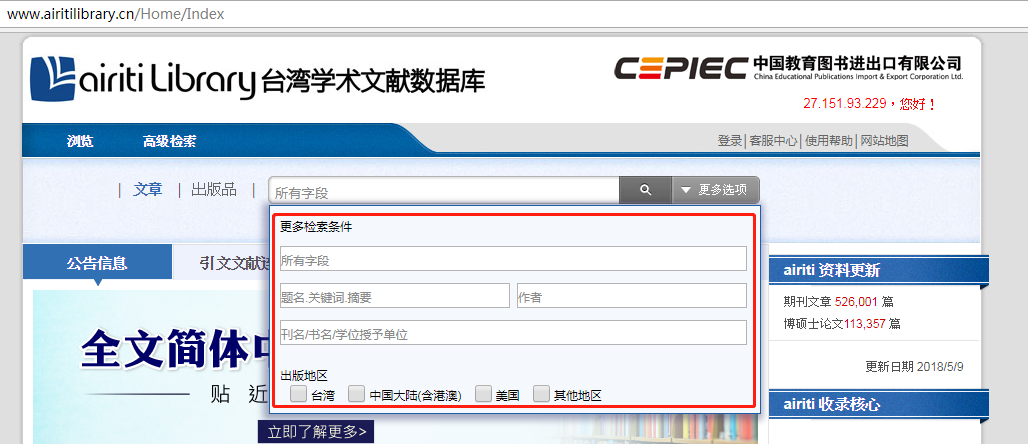 www.airitilibrary.cn/Home/Index
airiti Library 台湾学术文献数据库
CEPIEC 中国教育图书进出口有限公司
China Educational Publications Import & Export Corporation Ltd.
27.151.93.229，您好！
浏览 高级检索
登录|客服中心|使用帮助|网站地图
| 文章 | 出版品 |
所有字段
更多选项
更多检索条件
所有字段
题名.关键词.摘要 作者
刊名/书名/学位授予单位
出版地区
台湾 中国大陆(含港澳) 美国 其他地区
公告信息 引文文献
全文简体
贴 近
立即了解更多>
airiti 资料更新
期刊文章 526,001 篇
博硕士论文113,357 篇
更新日期 2018/5/9
airiti 收录核心